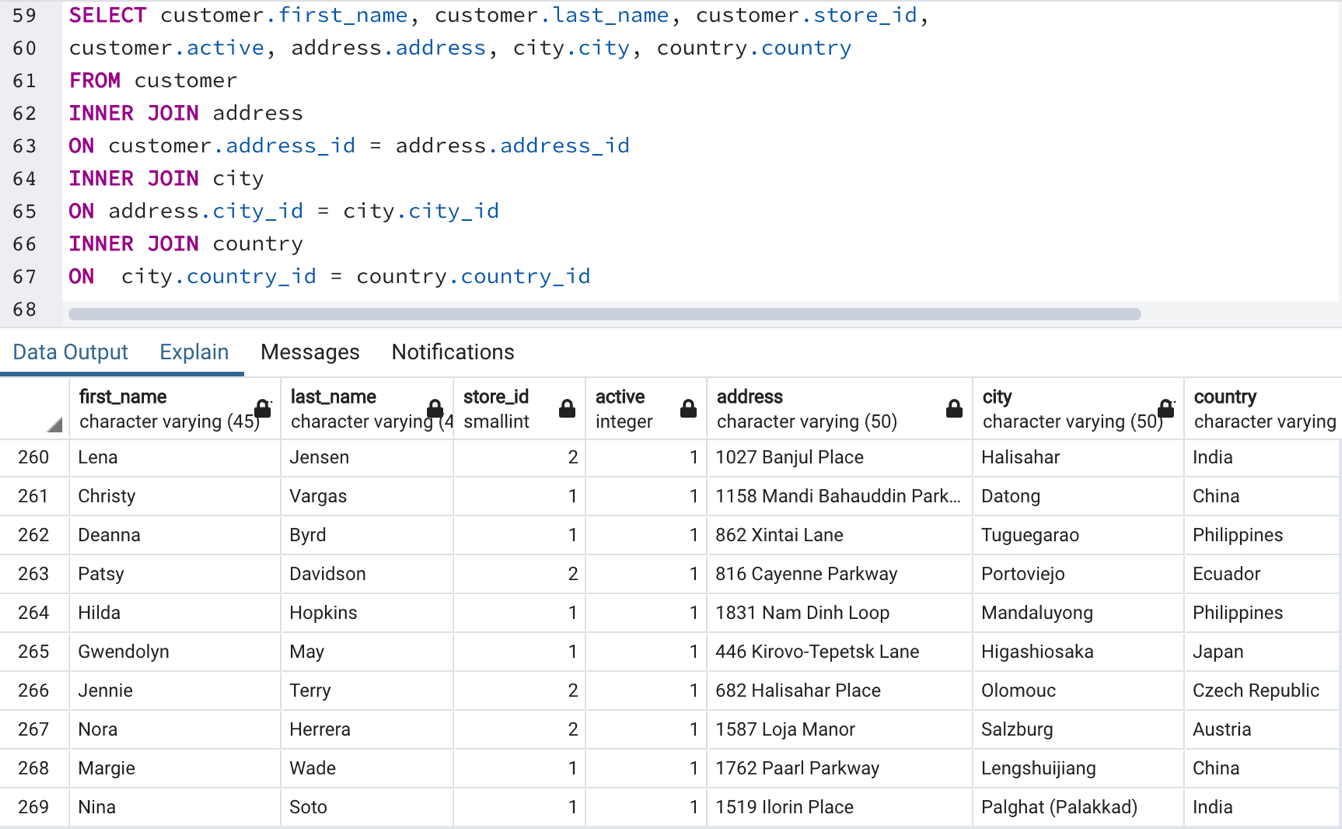 59 SELECT customer.first_name, customer.last_name, customer.store_id,
60 customer.active, address.address, city.city, country.country
61 FROM customer
62 INNER JOIN address
63 ON customer.address_id = address.address_id
64 INNER JOIN city
65 ON address.city_id = city.city_id
66 INNER JOIN country
67 ON  city.country_id = country.country_id
68
Data Output Explain Messages Notifications
first_name last_name store_id active address city country
character varying (45) character varying (4 smallint integer character varying (50) character varying (50) character varying
260 Lena Jensen 2 1 1027 Banjul Place Halisahar India
261 Christy Vargas 1 1 1158 Mandi Bahauddin Park... Datong China
262 Deanna Byrd 1 1 862 Xintai Lane Tuguegarao Philippines
263 Patsy Davidson 2 1 816 Cayenne Parkway Portoviejo Ecuador
264 Hilda Hopkins 1 1 1831 Nam Dinh Loop Mandaluyong Philippines
265 Gwendolyn May 1 1 446 Kirovo-Tepetsk Lane Higashiosaka Japan
266 Jennie Terry 2 1 682 Halisahar Place Olomouc Czech Republic
267 Nora Herrera 2 1 1587 Loja Manor Salzburg Austria
268 Margie Wade 1 1 1762 Paarl Parkway Lengshuijiang China
269 Nina Soto 1 1 1519 Ilorin Place Palghat (Palakkad) India